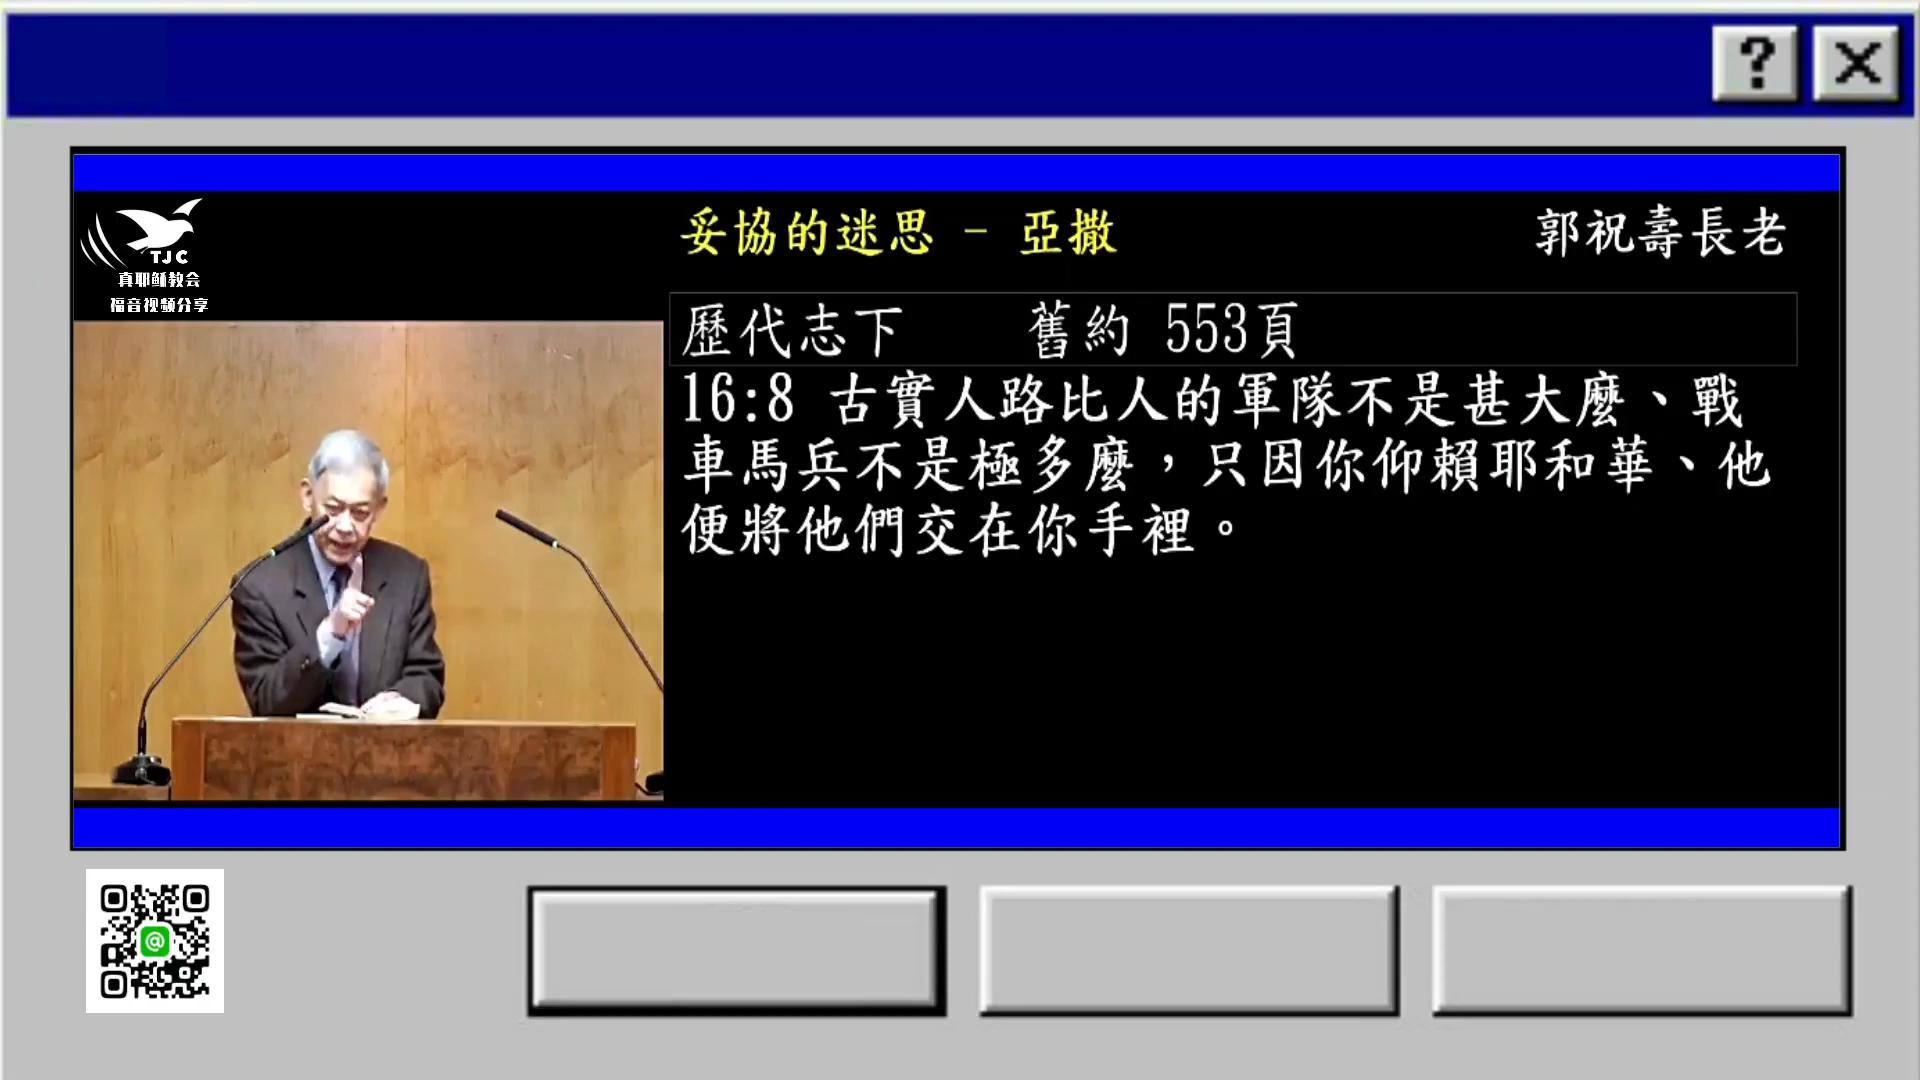 妥協的迷思 - 亞撒
郭祝壽長老
TJC
真耶稣教会
福音视频分享
歷代志下 舊約 553頁
16:8 古實人路比人的軍隊不是甚大麼、戰
車馬兵不是極多麼，只因你仰賴耶和華、他
便將他們交在你手裡。